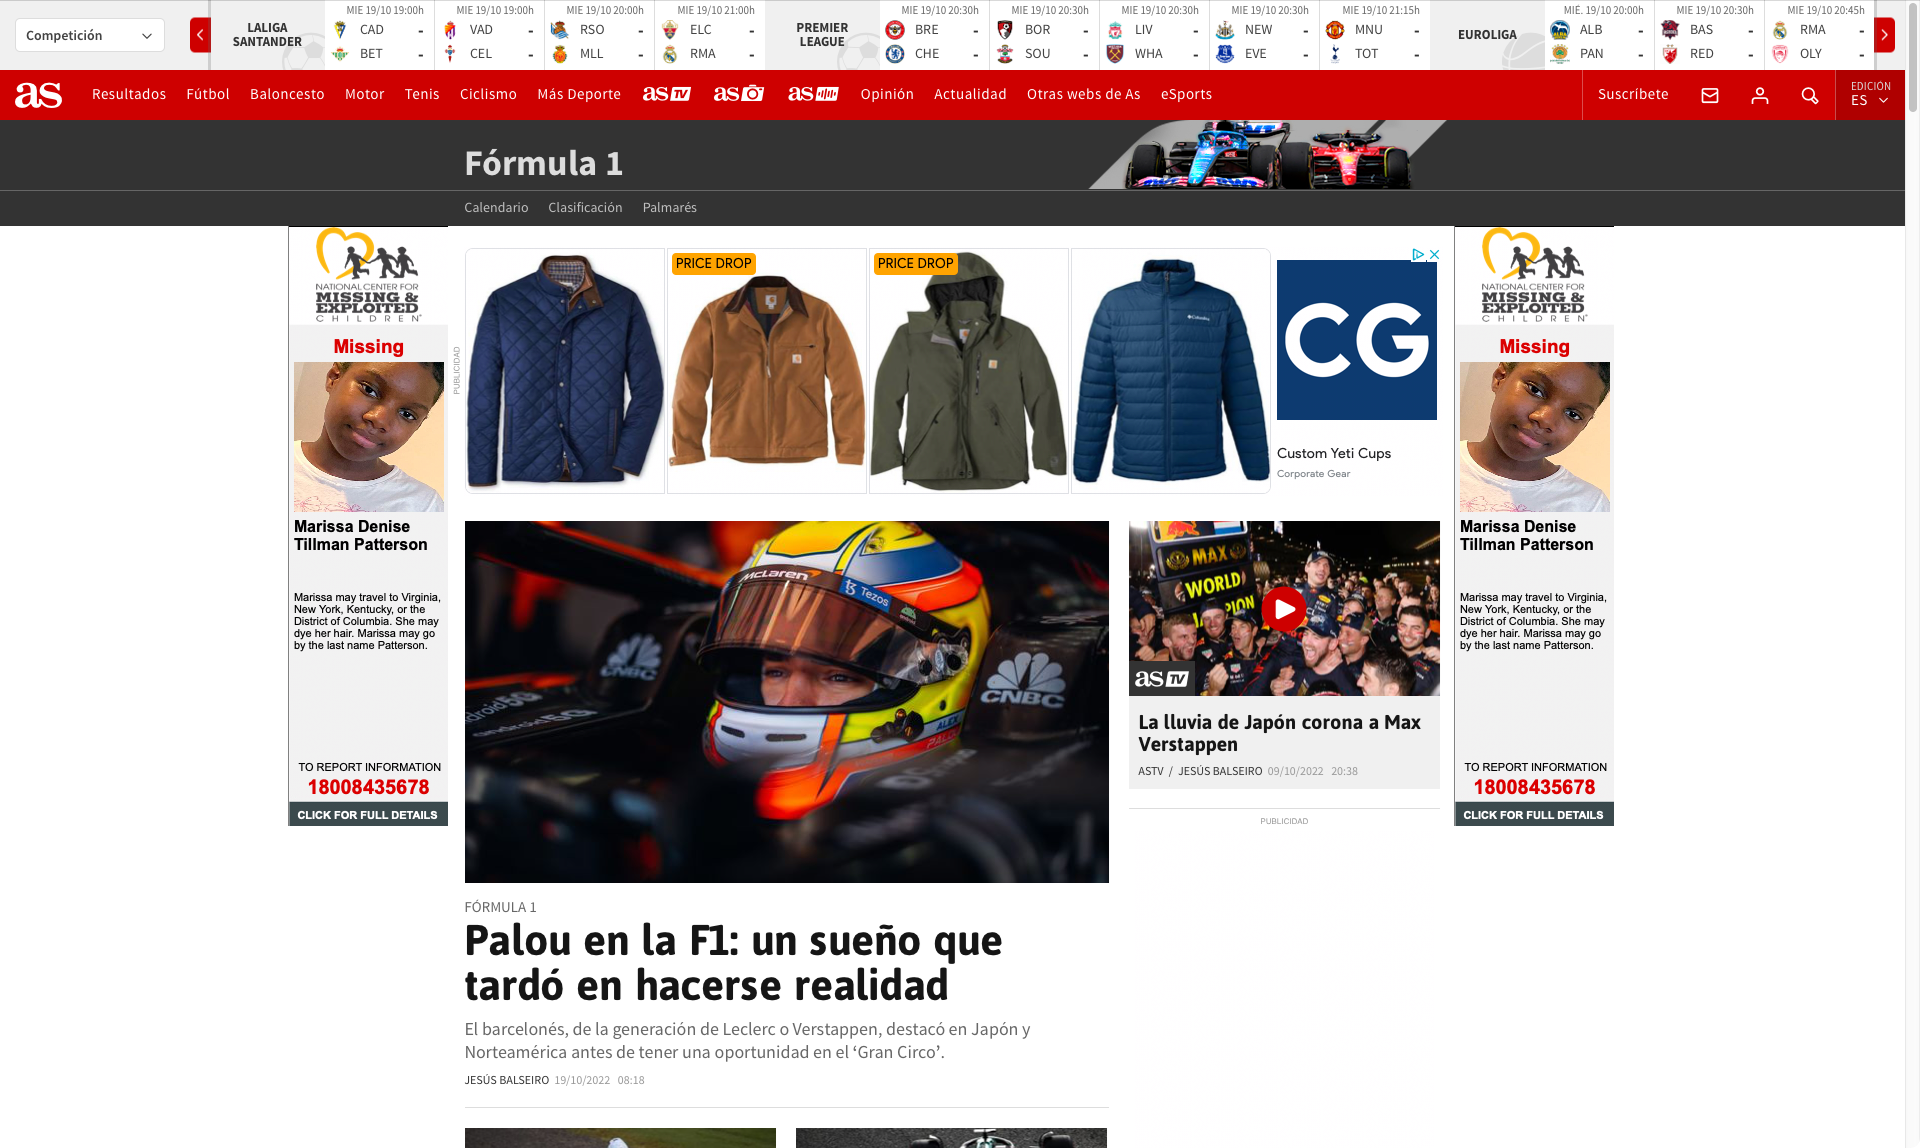 Competición
LALIGA
SANTANDER
MIE 19/10 19:00h
CAD -
BET -
MIE 19/10 19:00h
VAD -
CEL -
MIE 19/10 20:00h
RSO -
MLL -
MIE 19/10 21:00h
ELC -
RMA -
PREMIER
LEAGUE
MIE 19/10 20:30h
BRE -
CHE -
MIE 19/10 20:30h
BOR -
SOU -
MIE 19/10 20:30h
LIV -
WHA -
MIE 19/10 20:30h
NEW -
EVE -
MIE 19/10 21:15h
MNU -
TOT -
EUROLIGA
MIÉ. 19/10 20:00h
ALB -
PAN -
MIE 19/10 20:30h
BAS -
RED -
MIE 19/10 20:45h
RMA -
OLY -
as Resultados Fútbol Baloncesto Motor Tenis Ciclismo Más Deporte as TV as as Opinión Actualidad Otras webs de As eSports Suscríbete
EDICIÓN
ES
Fórmula 1
Calendario Clasificación Palmarés
NATIONAL CENTER FOR
MISSING &
EXPLOITED
CHILDREN
Missing
Marissa Denise
Tillman Patterson
Marissa may travel to Virginia,
New York, Kentucky, or the
District of Columbia. She may
dye her hair. Marissa may go
by the last name Patterson.
TO REPORT INFORMATION
18008435678
CLICK FOR FULL DETAILS
PUBLICIDAD
PRICE DROP
PRICE DROP
Columbia
CG
Custom Yeti Cups
Corporate Gear
McLaren
Tezos
CNBC
CNBC
android 5G
ALEX
PALOU
FÓRMULA 1
Palou en la F1: un sueño que
tardó en hacerse realidad
El barcelonés, de la generación de Leclerc o Verstappen, destacó en Japón y
Norteamérica antes de tener una oportunidad en el ‘Gran Circo’.
JESÚS BALSEIRO 19/10/2022 08:18
MAX
WORLD
as TV
La lluvia de Japón corona a Max
Verstappen
ASTV / JESÚS BALSEIRO 09/10/2022 20:38
PUBLICIDAD
NATIONAL CENTER FOR
MISSING &
EXPLOITED
CHILDREN
Missing
Marissa Denise
Tillman Patterson
Marissa may travel to Virginia,
New York, Kentucky, or the
District of Columbia. She may
dye her hair. Marissa may go
by the last name Patterson.
TO REPORT INFORMATION
18008435678
CLICK FOR FULL DETAILS